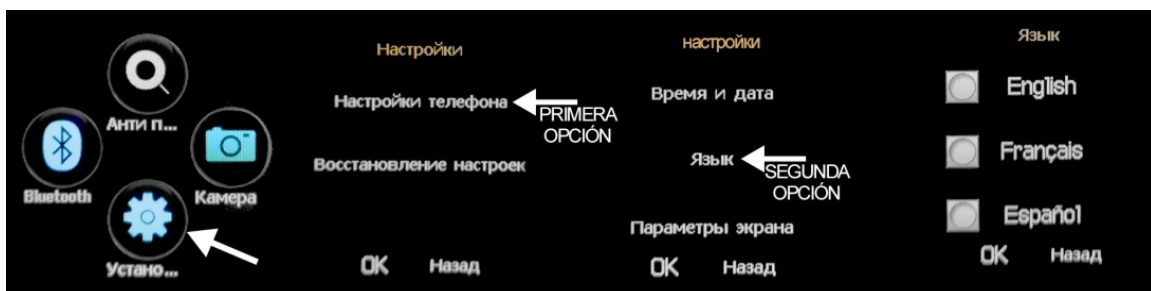 Анти п...
Bluetooth
Камера
Устано...
Настройки
Настройки телефона
PRIMERA
OPCIÓN
Восстановление настроек
OK Назад
настройки
Время и дата
Язык
SEGUNDA
OPCIÓN
Параметры экрана
OK Назад
Язык
English
Français
Español
OK Назад